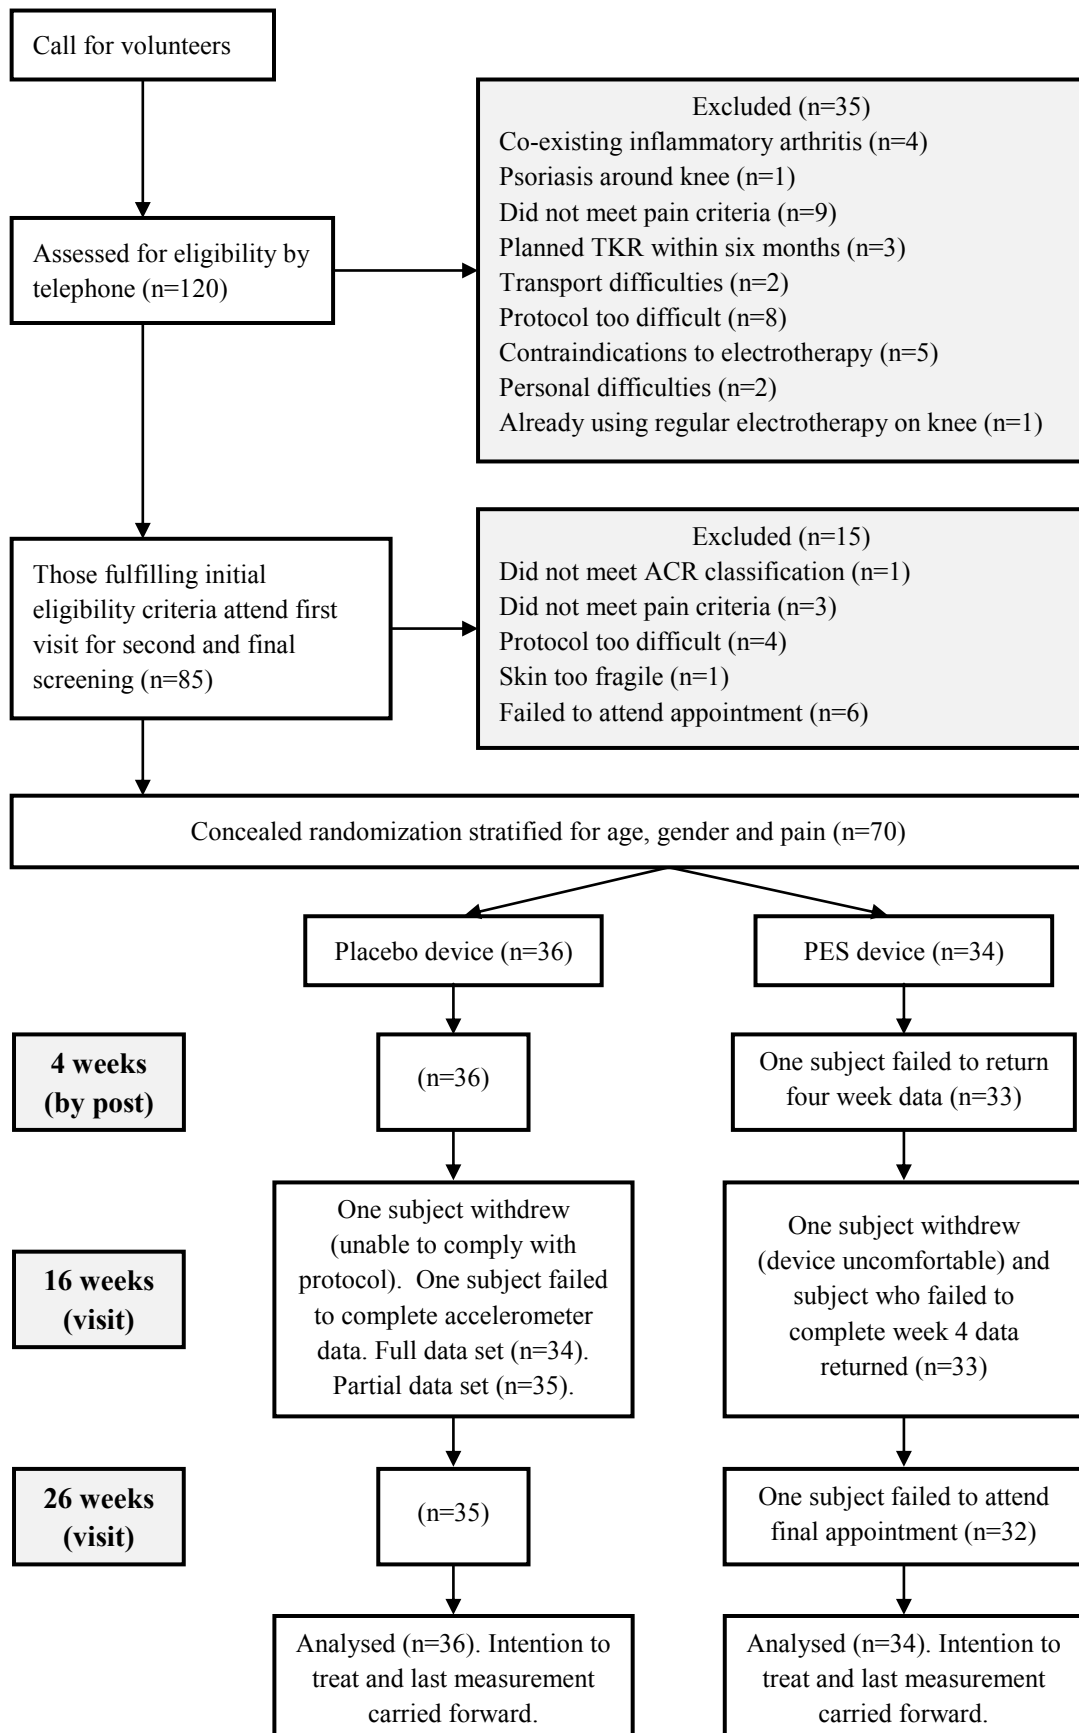 Call for volunteers
Excluded (n=35)
Co-existing inflammatory arthritis (n=4)
Psoriasis around knee (n=1)
Did not meet pain criteria (n=9)
Planned TKR within six months (n=3)
Transport difficulties (n=2)
Protocol too difficult (n=8)
Contraindications to electrotherapy (n=5)
Personal difficulties (n=2)
Already using regular electrotherapy on knee (n=1)
Assessed for eligibility by
telephone (n=120)
Excluded (n=15)
Did not meet ACR classification (n=1)
Did not meet pain criteria (n=3)
Protocol too difficult (n=4)
Skin too fragile (n=1)
Failed to attend appointment (n=6)
Those fulfilling initial
eligibility criteria attend first
visit for second and final
screening (n=85)
Concealed randomization stratified for age, gender and pain (n=70)
Placebo device (n=36)
PES device (n=34)
4 weeks
(by post)
(n=36)
One subject failed to return
four week data (n=33)
16 weeks
(visit)
One subject withdrew
(unable to comply with
protocol).  One subject failed
to complete accelerometer
data. Full data set (n=34).
Partial data set (n=35).
One subject withdrew
(device uncomfortable) and
subject who failed to
complete week 4 data
returned (n=33)
26 weeks
(visit)
(n=35)
One subject failed to attend
final appointment (n=32)
Analysed (n=36). Intention to
treat and last measurement
carried forward.
Analysed (n=34). Intention to
treat and last measurement
carried forward.